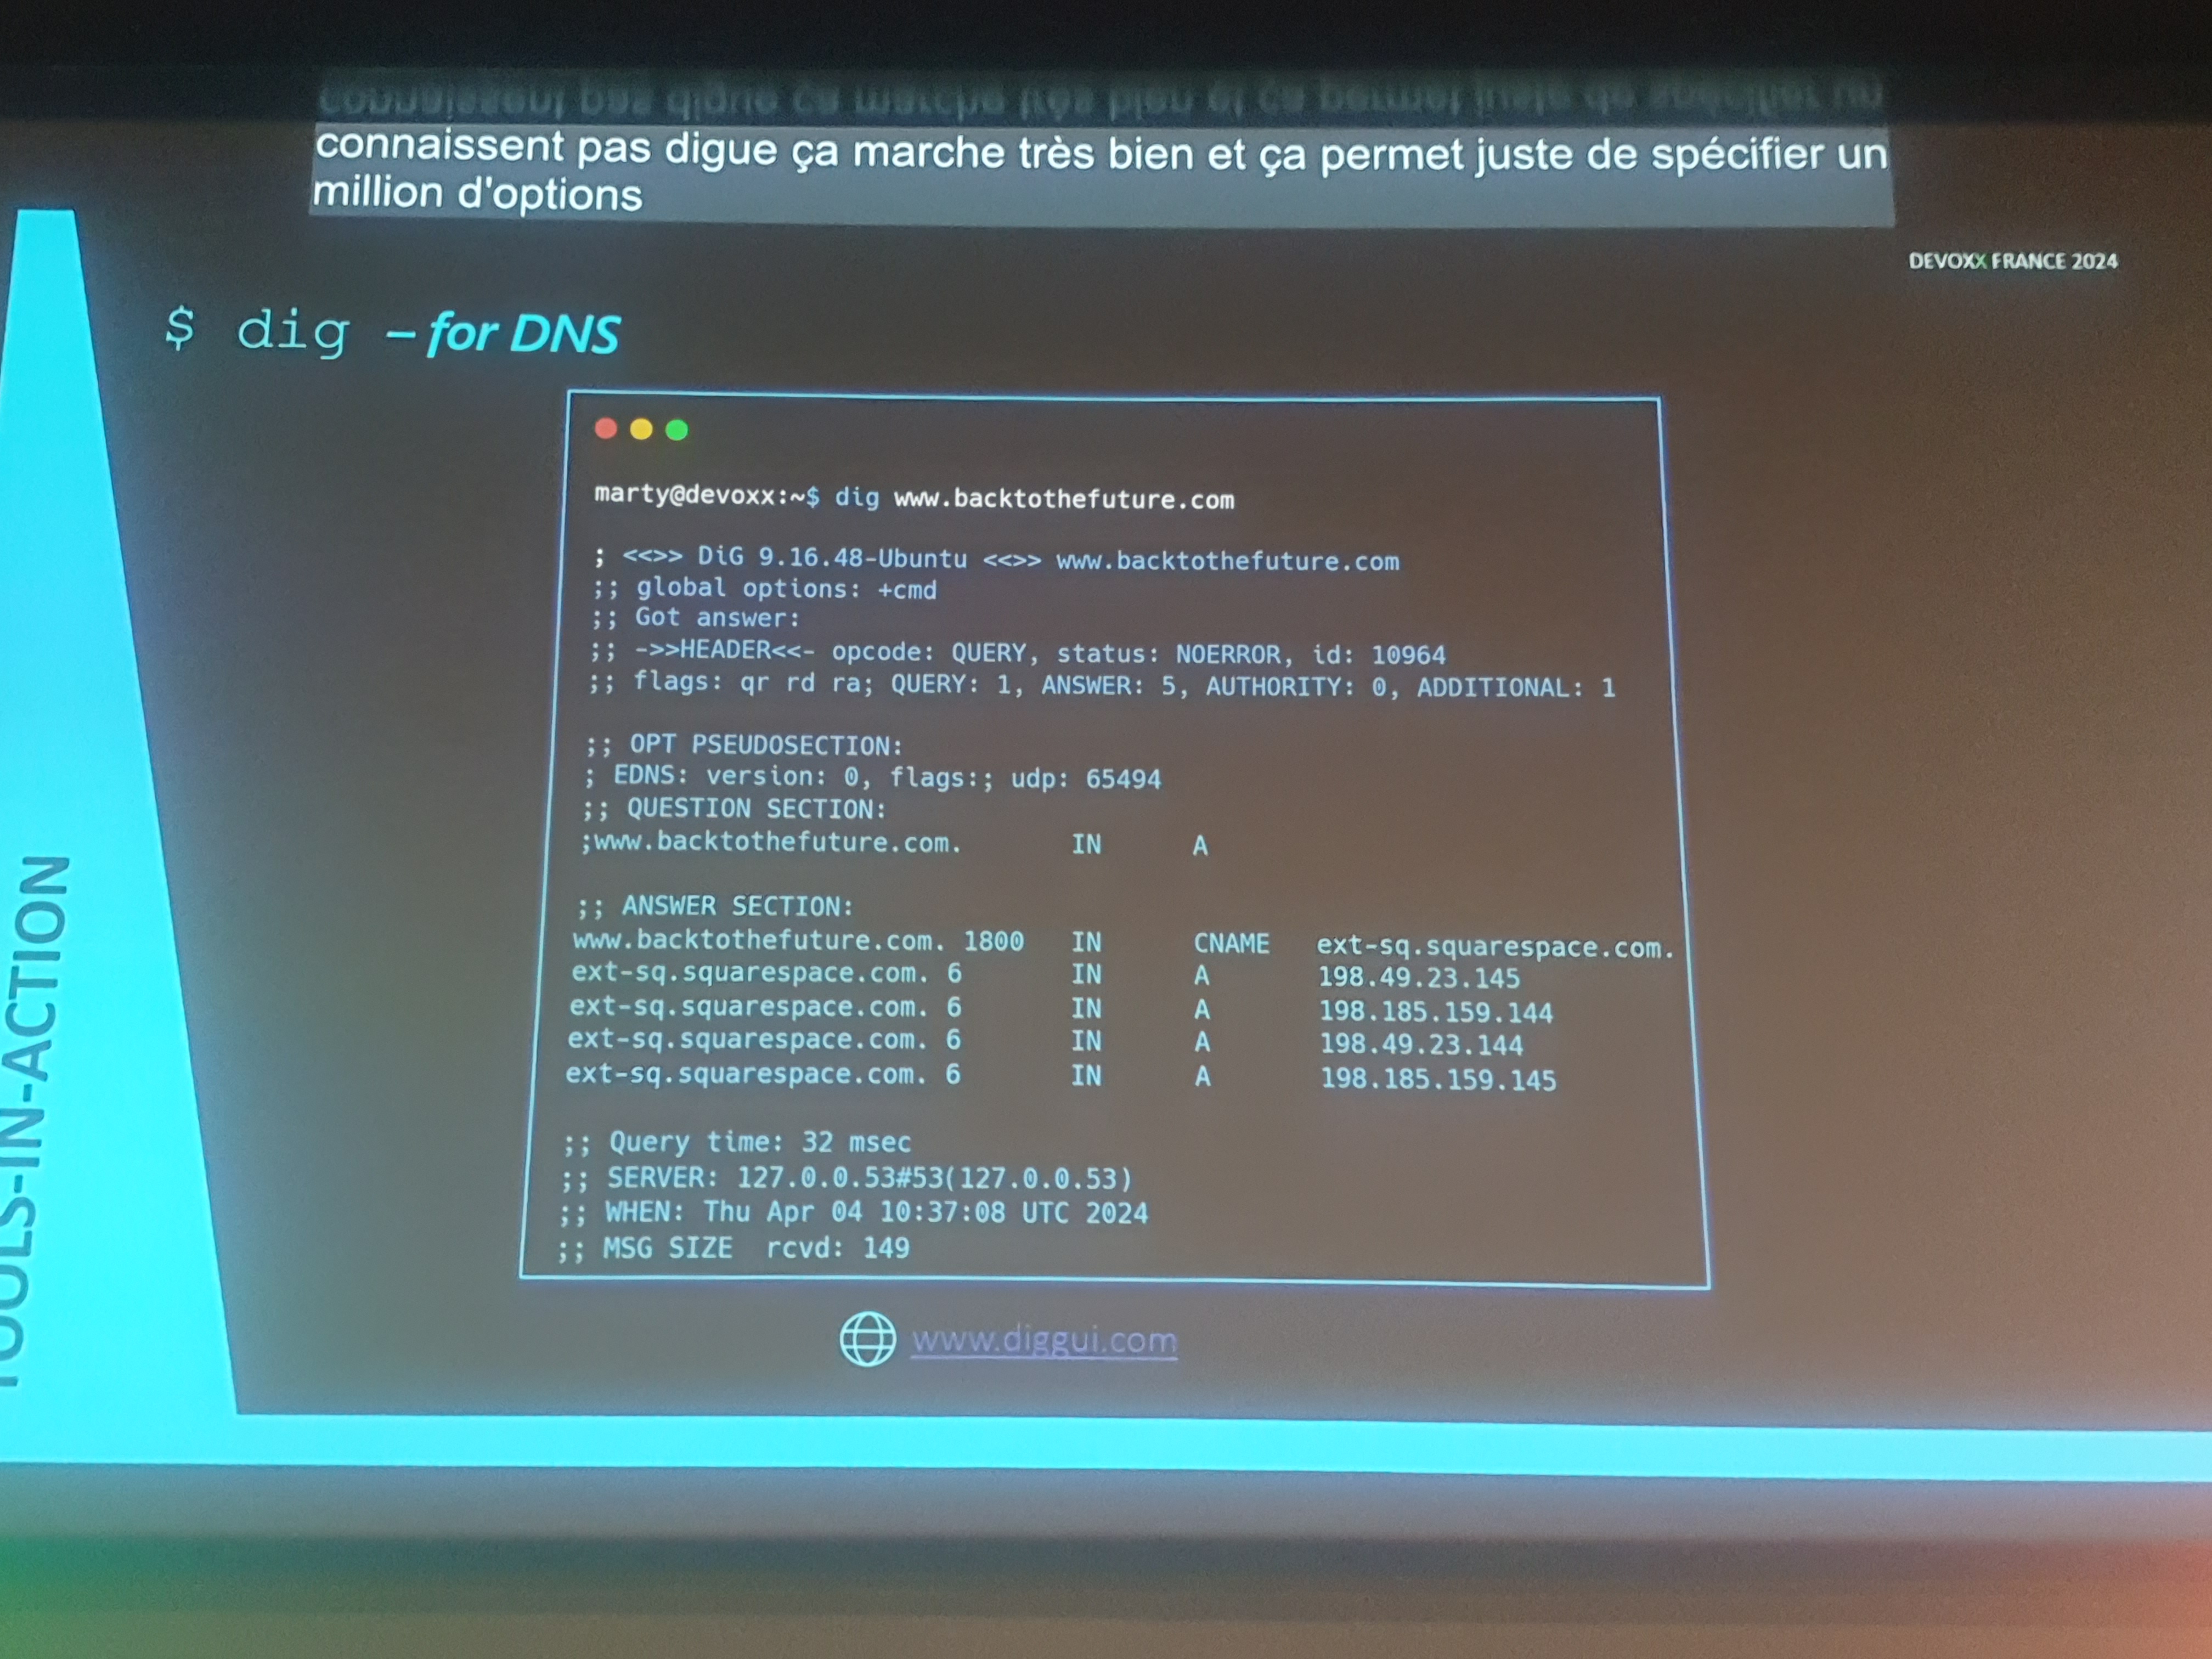 connaissent pas digue ça marche très bien et ça permet juste de spécifier un
million d'options
DEVOXX FRANCE 2024
$ dig – for DNS
marty@devoxx:~$ dig www.backtothefuture.com
; <<>> DiG 9.16.48-Ubuntu <<>> www.backtothefuture.com
;; global options: +cmd
;; Got answer:
;; ->>HEADER<<- opcode: QUERY, status: NOERROR, id: 10964
;; flags: qr rd ra; QUERY: 1, ANSWER: 5, AUTHORITY: 0, ADDITIONAL: 1
;; OPT PSEUDOSECTION:
; EDNS: version: 0, flags:; udp: 65494
;; QUESTION SECTION:
;www.backtothefuture.com. IN A
;; ANSWER SECTION:
www.backtothefuture.com. 1800 IN CNAME ext-sq.squarespace.com.
ext-sq.squarespace.com. 6 IN A 198.49.23.145
ext-sq.squarespace.com. 6 IN A 198.185.159.144
ext-sq.squarespace.com. 6 IN A 198.49.23.144
ext-sq.squarespace.com. 6 IN A 198.185.159.145
;; Query time: 32 msec
;; SERVER: 127.0.0.53#53(127.0.0.53)
;; WHEN: Thu Apr 04 10:37:08 UTC 2024
;; MSG SIZE rcvd: 149
www.diggui.com
TOOLS-IN-ACTION